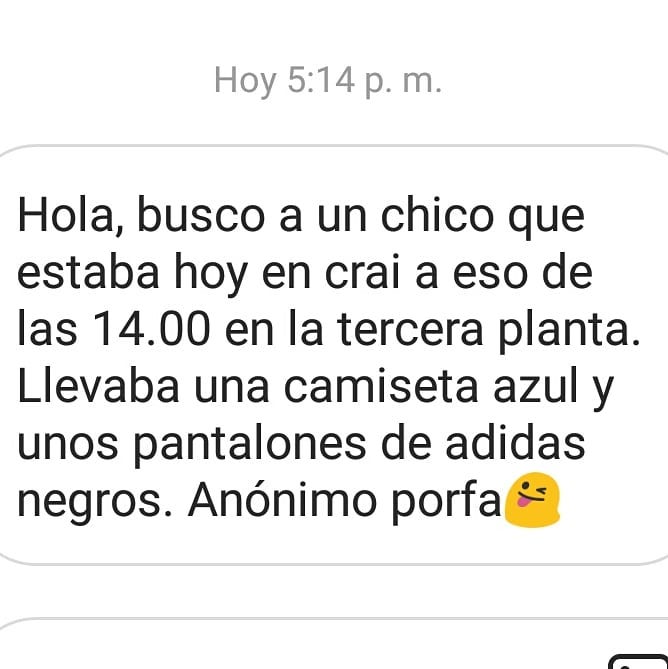 Hoy 5:14 p. m.
Hola, busco a un chico que
estaba hoy en crai a eso de
las 14.00 en la tercera planta.
Llevaba una camiseta azul y
unos pantalones de adidas
negros. Anónimo porfa😜